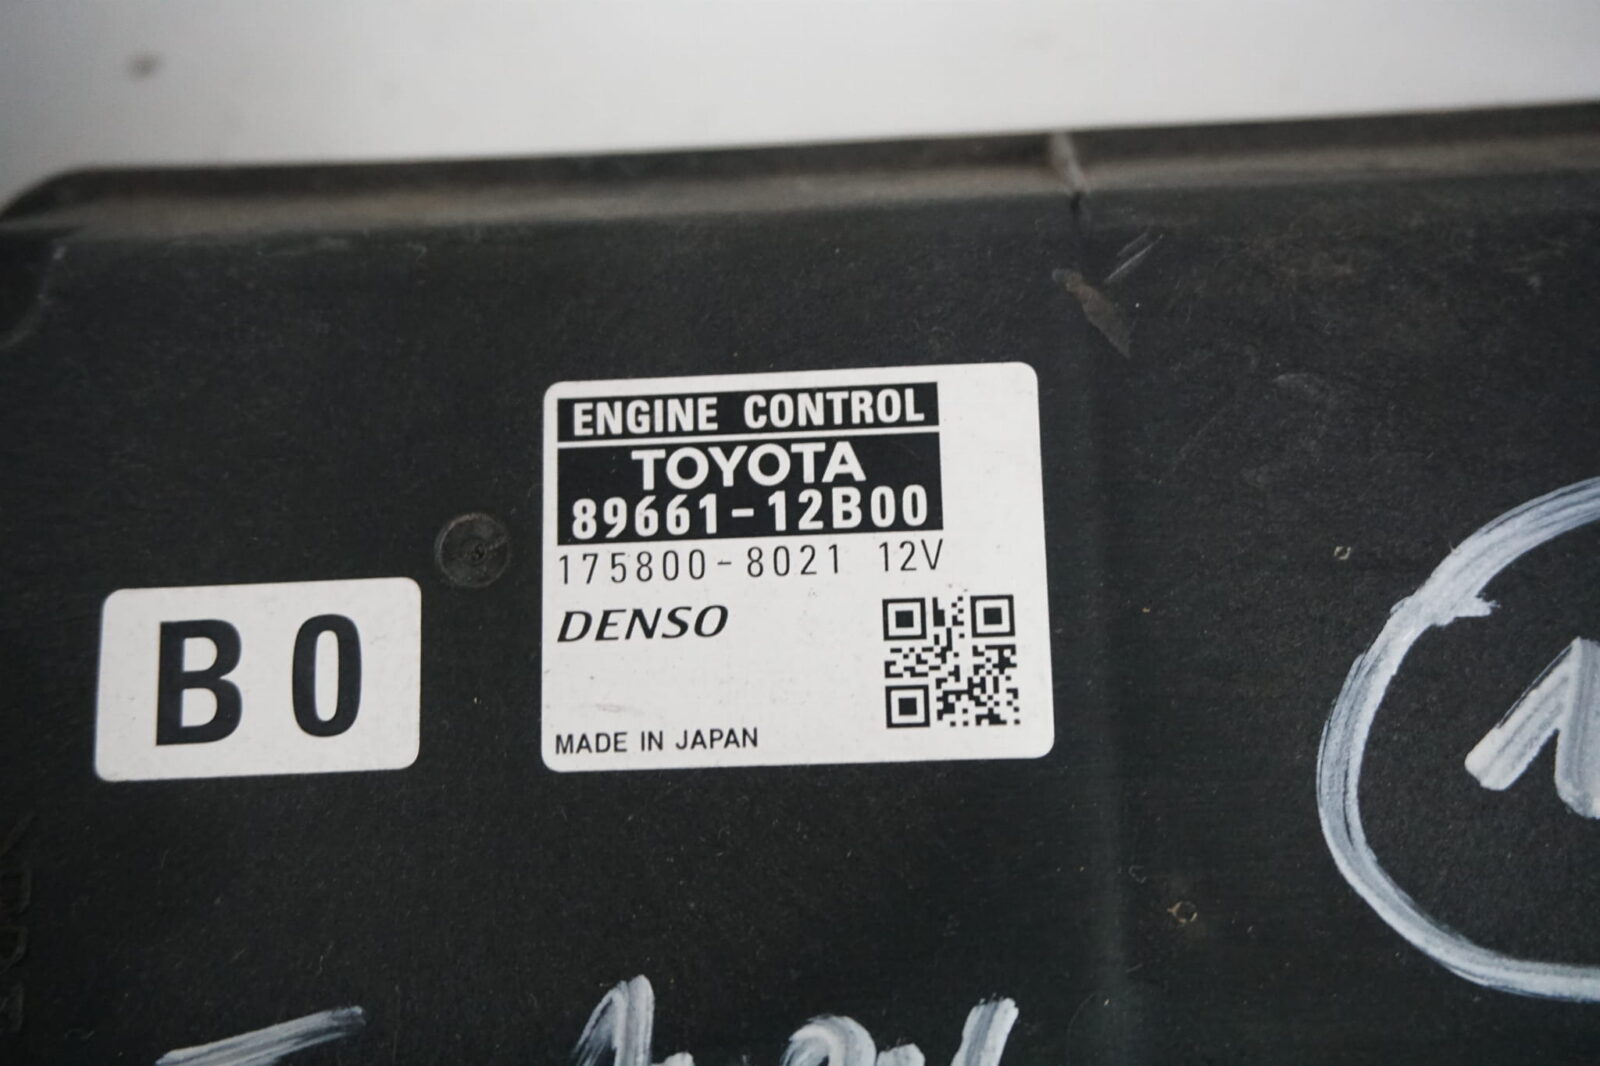 ENGINE CONTROL
TOYOTA
89661-12B00
175800-8021 12V
DENSO
MADE IN JAPAN
B0